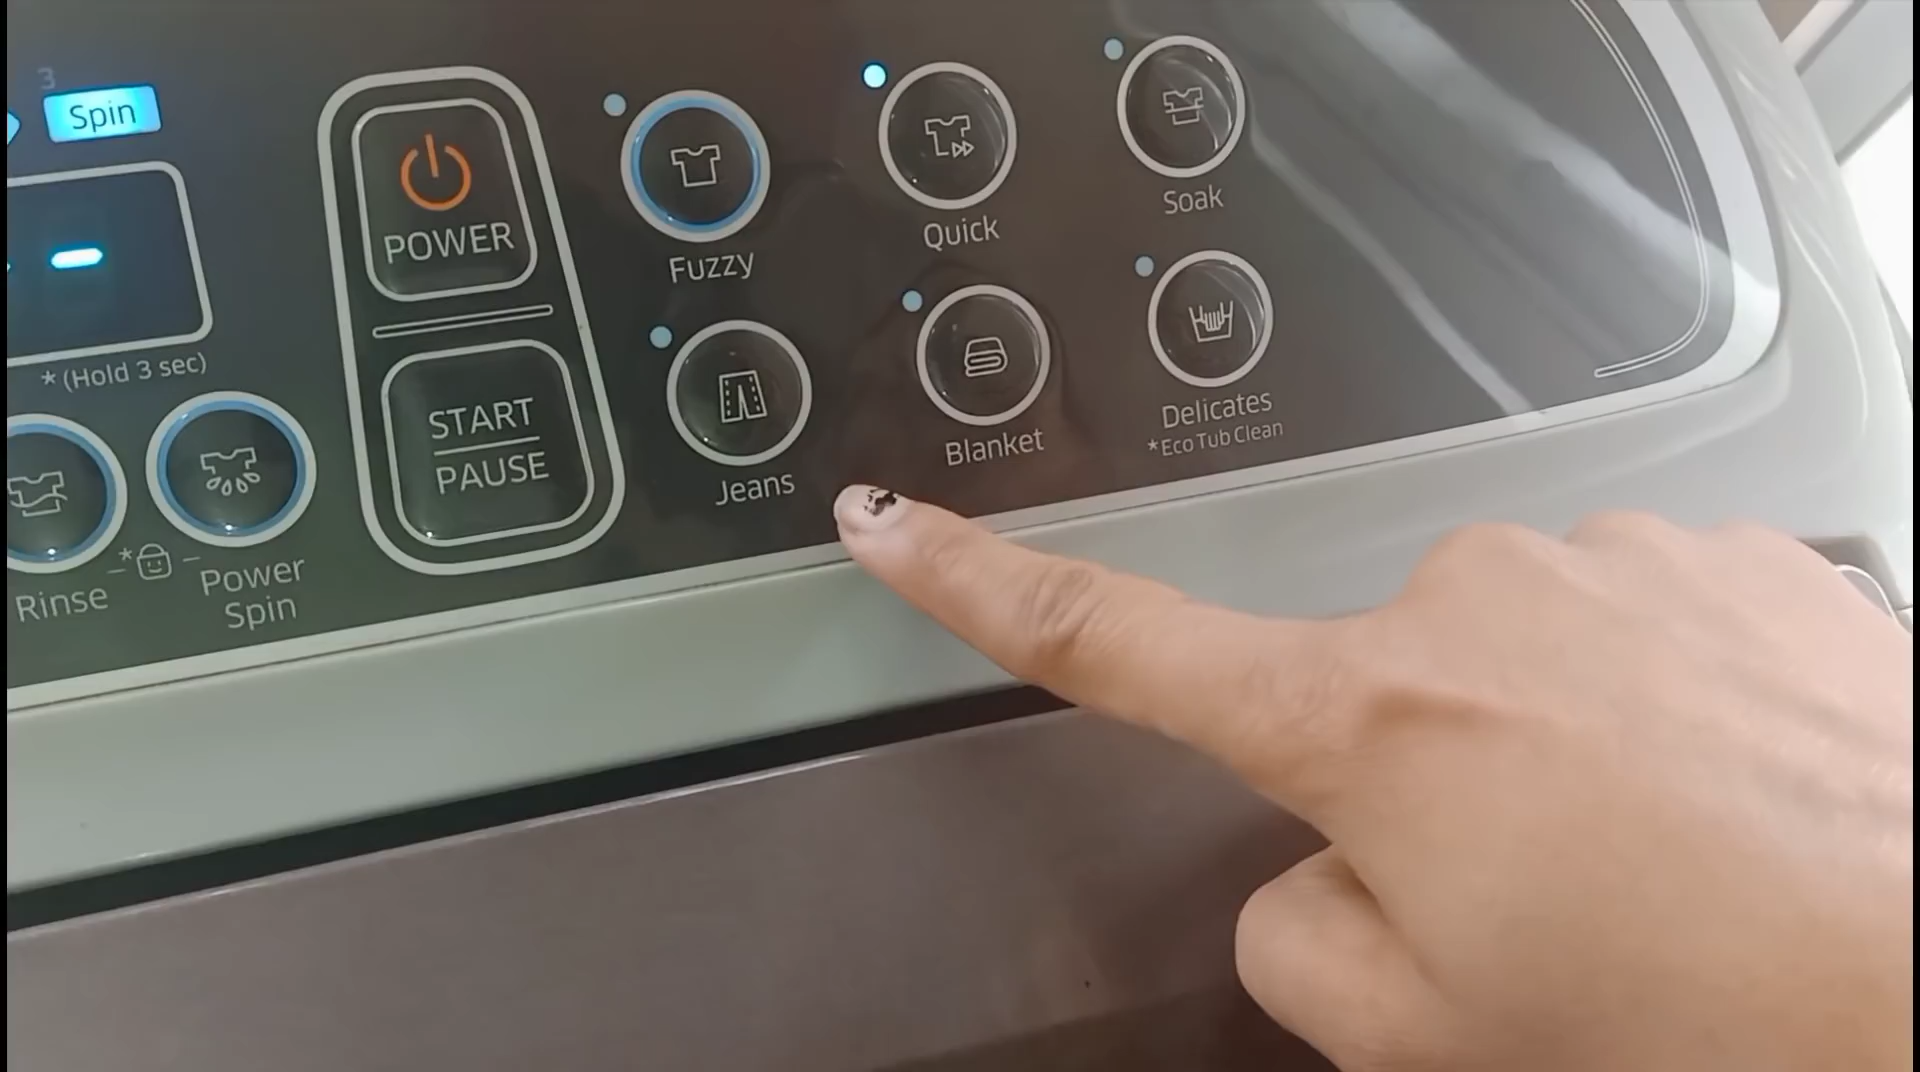 3
Spin
*(Hold 3 sec)
Rinse
*
Power
Spin
POWER
START
PAUSE
Fuzzy
Quick
Soak
Jeans
Blanket
Delicates
*Eco Tub Clean